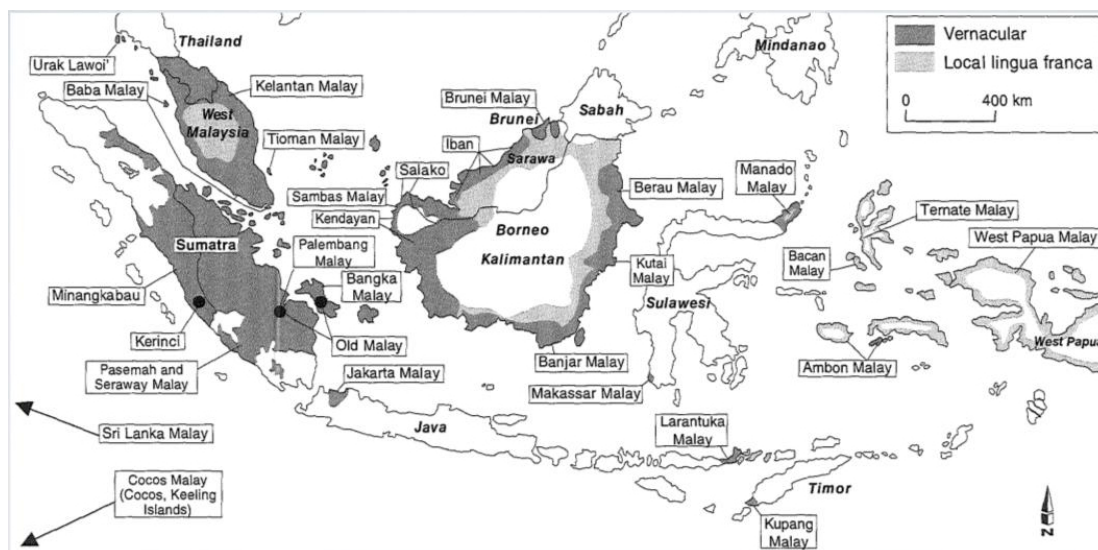 Thailand
Mindanao
Vernacular
Local lingua franca
0 400 km
Urak Lawoi'
Baba Malay
Kelantan Malay
West
Malaysia
Tioman Malay
Brunei Malay
Brunei
Sabah
Iban
Sarawa
Salako
Sambas Malay
Kendayan
Berau Malay
Manado
Malay
Ternate Malay
West Papua Malay
Borneo
Kalimantan
Kutai
Malay
Bacan
Malay
Sumatra
Palembang
Malay
Bangka
Malay
Minangkabau
Sulawesi
West Papua
Kerinci
Old Malay
Pasemah and
Seraway Malay
Banjar Malay
Ambon Malay
Jakarta Malay
Makassar Malay
Java
Larantuka
Malay
Sri Lanka Malay
Cocos Malay
(Cocos, Keeling
Islands)
Timor
Kupang
Malay
N